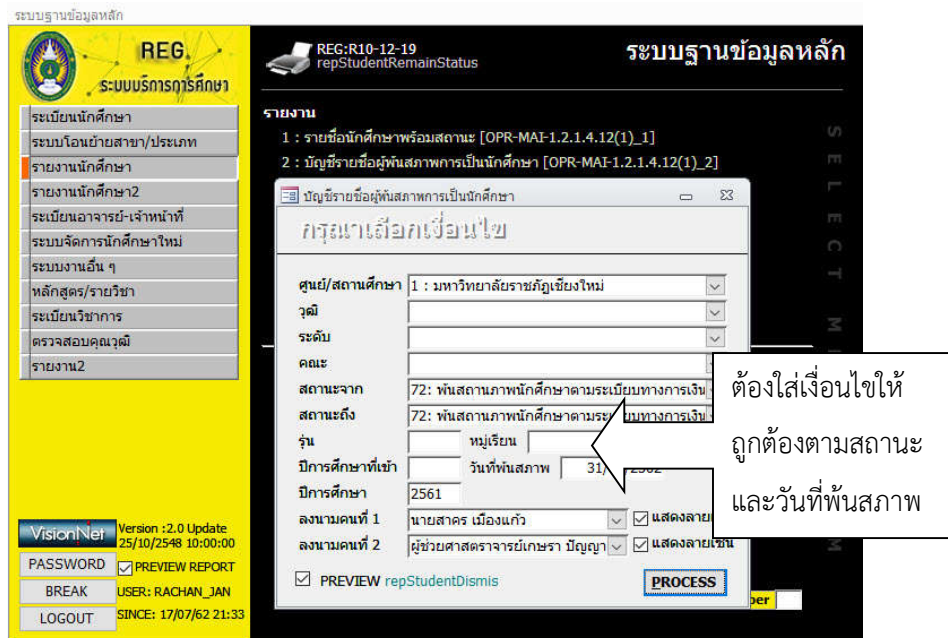 ระบบฐานข้อมูลหลัก
REG.
ระบบบริการการศึกษา
REG:R10-12-19
repStudentRemainStatus
ระบบฐานข้อมูลหลัก
ระเบียนนักศึกษา
ระบบโอนย้ายสาขา/ประเภท
รายงานนักศึกษา
รายงานนักศึกษา2
ระเบียนอาจารย์-เจ้าหน้าที่
ระบบจัดการนักศึกษาใหม่
ระบบงานอื่น ๆ
หลักสูตร/รายวิชา
ระเบียนวิชาการ
ตรวจสอบคุณวุฒิ
รายงาน2
รายงาน
1 : รายชื่อนักศึกษาพร้อมสถานะ [OPR-MAI-1.2.1.4.12(1)_1]
2 : บัญชีรายชื่อผู้พ้นสภาพการเป็นนักศึกษา [OPR-MAI-1.2.1.4.12(1)_2]
SELECT M
บัญชีรายชื่อผู้พ้นสภาพการเป็นนักศึกษา
กรุณาเลือกเงื่อนไข
ศูนย์/สถานศึกษา 1 : มหาวิทยาลัยราชภัฏเชียงใหม่
วุฒิ
ระดับ
คณะ
สถานะจาก 72: พ้นสถานภาพนักศึกษาตามระเบียบทางการเงิน
สถานะถึง 72: พ้นสถานภาพนักศึกษาตามระเบียบทางการเงิน
รุ่น หมู่เรียน
ปีการศึกษาที่เข้า วันที่พ้นสภาพ 31/
ปีการศึกษา 2561
ลงนามคนที่ 1 นายสาคร เมืองแก้ว แสดงลาย
ลงนามคนที่ 2 ผู้ช่วยศาสตราจารย์เกษรา ปัญญา แสดงลายเซ็น
PREVIEW repStudentDismis PROCESS
ต้องใส่เงื่อนไขให้
ถูกต้องตามสถานะ
และวันที่พ้นสภาพ
VisionNet Version :2.0 Update
25/10/2548 10:00:00
PASSWORD PREVIEW REPORT
BREAK USER: RACHAN_JAN
LOGOUT SINCE: 17/07/62 21:33